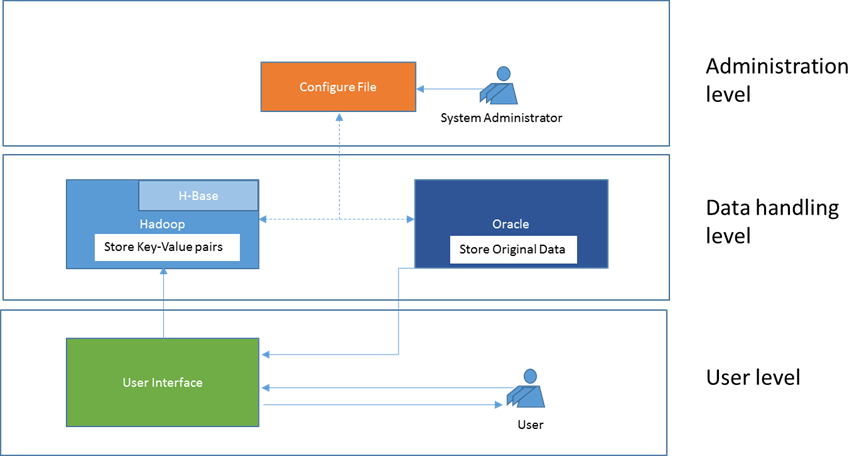 Configure File
System Administrator
Administration
level
H-Base
Hadoop
Store Key-Value pairs
Oracle
Store Original Data
Data handling
level
User Interface
User
User level